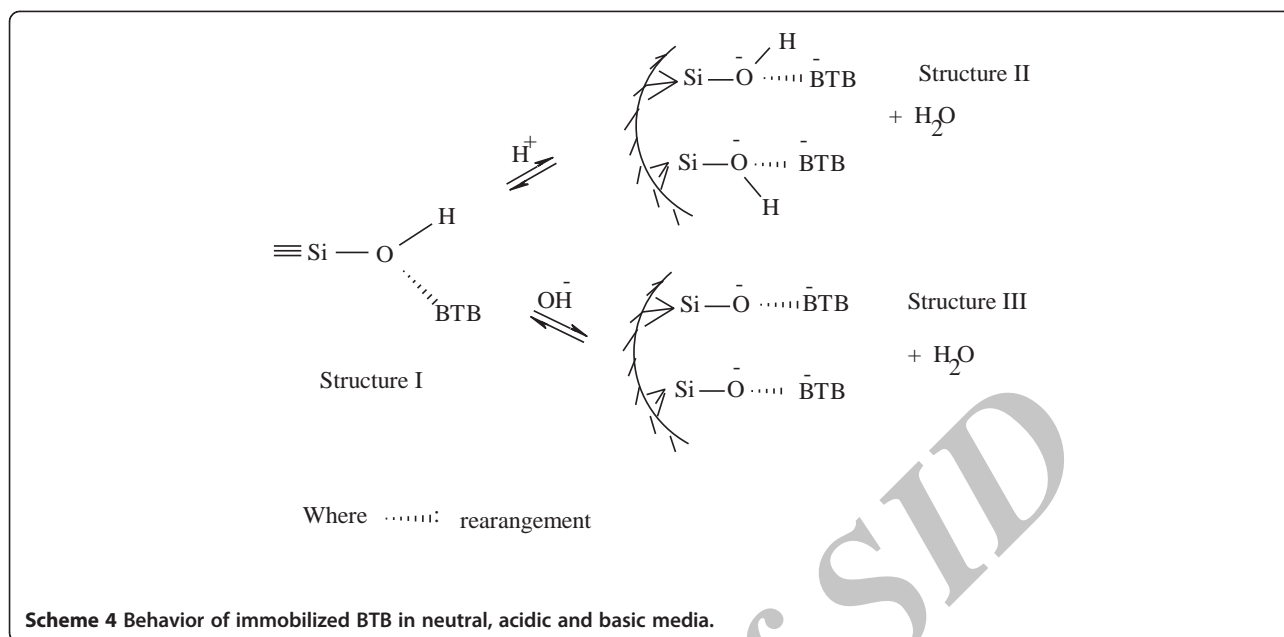 H
Si — O⁻ ······ BTB⁻ Structure II
+ H2O
H+
Si — O⁻ ······ BTB⁻
H
H
≡Si — O
BTB
OH⁻
Si — O⁻ ······ BTB⁻ Structure III
+ H2O
Structure I
Si — O⁻ ······ BTB⁻
Where ······: rearangement
Scheme 4 Behavior of immobilized BTB in neutral, acidic and basic media.
f SID